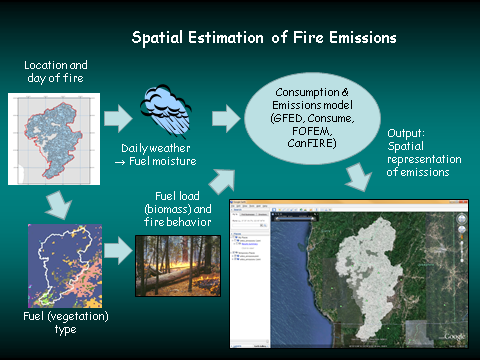 Spatial Estimation of Fire Emissions
Location and
day of fire
Daily weather
→ Fuel moisture
Consumption &
Emissions model
(GFED, Consume,
FOFEM,
CanFIRE)
Output:
Spatial
representation
of emissions
Fuel load
(biomass) and
fire behavior
Fuel (vegetation)
type
Google